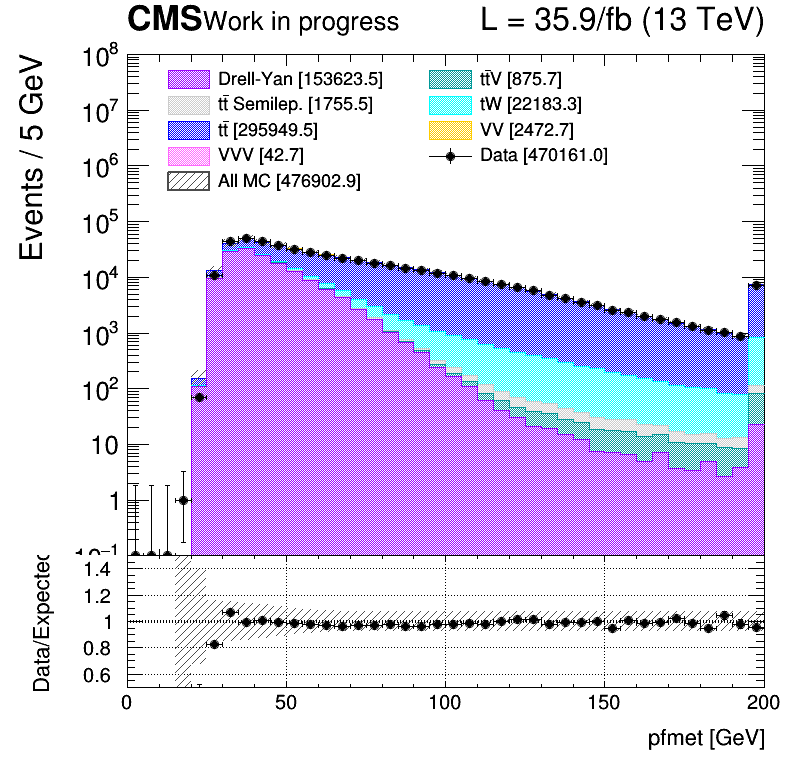 CMS Work in progress L = 35.9/fb (13 TeV)
Events / 5 GeV
10⁸
10⁷
10⁶
10⁵
10⁴
10³
10²
10
1
10⁻¹
Drell-Yan [153623.5]
tt̄ Semilep. [1755.5]
tt̄ [295949.5]
VVV [42.7]
All MC [476902.9]
tt̄V [875.7]
tW [22183.3]
VV [2472.7]
Data [470161.0]
Data/Expected
1.4
1.2
1
0.8
0.6
0 50 100 150 200
pfmet [GeV]